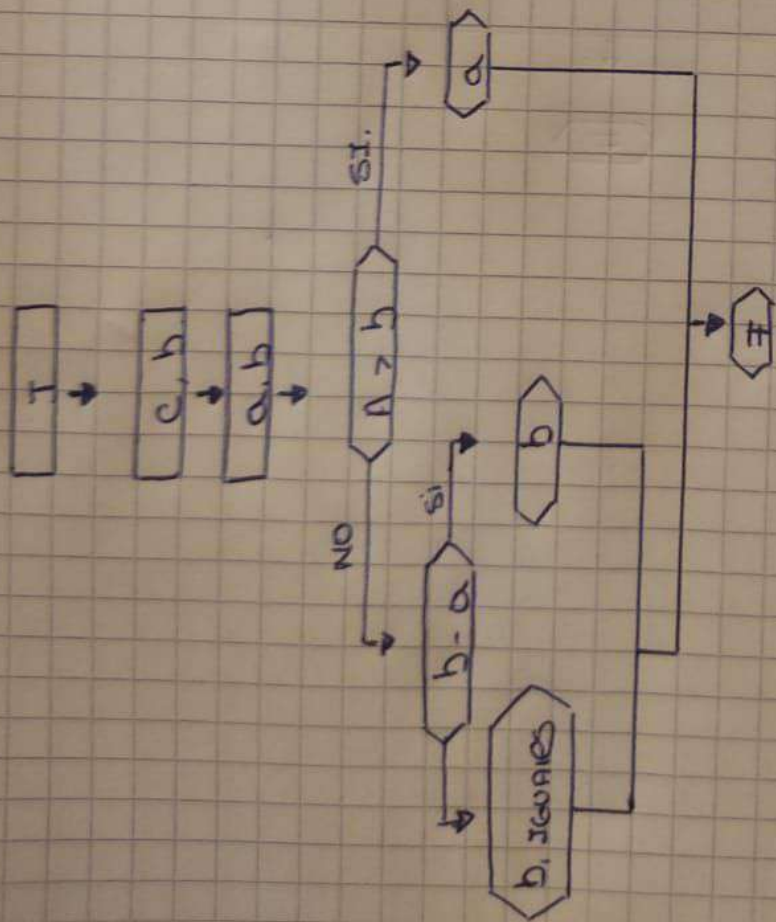 I
c, h
a, b
A > h
NO
SI.
h - a
Si
a
b
b, IGUAles
F